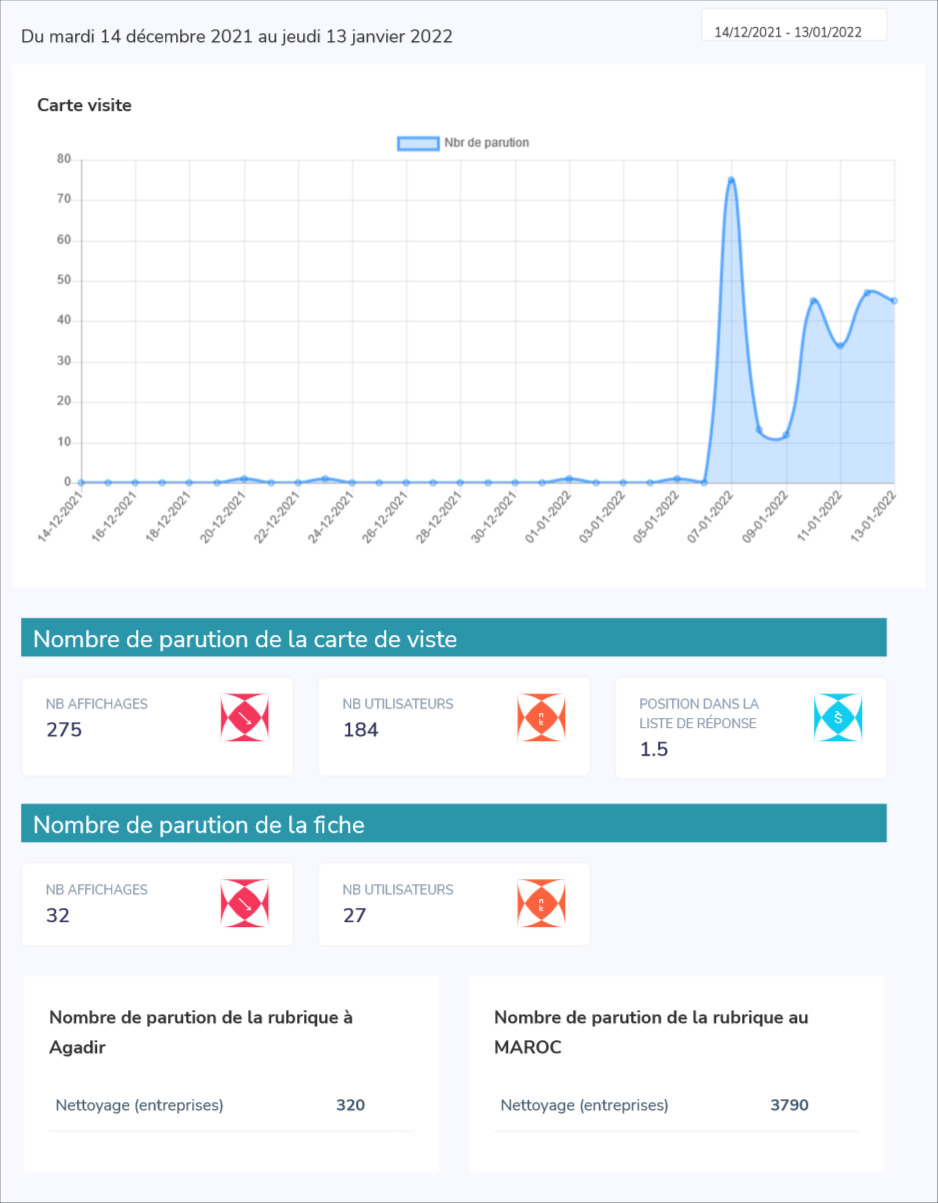 Du mardi 14 décembre 2021 au jeudi 13 janvier 2022
14/12/2021 - 13/01/2022
Carte visite
Nbr de parution
80
70
60
50
40
30
20
10
0
14-12-2021
16-12-2021
18-12-2021
20-12-2021
22-12-2021
24-12-2021
26-12-2021
28-12-2021
30-12-2021
01-01-2022
03-01-2022
05-01-2022
07-01-2022
09-01-2022
11-01-2022
13-01-2022
Nombre de parution de la carte de viste
NB AFFICHAGES
275
NB UTILISATEURS
184
n
k
POSITION DANS LA
LISTE DE RÉPONSE
1.5
Nombre de parution de la fiche
NB AFFICHAGES
32
NB UTILISATEURS
27
n
k
Nombre de parution de la rubrique à
Agadir
Nettoyage (entreprises) 320
Nombre de parution de la rubrique au
MAROC
Nettoyage (entreprises) 3790